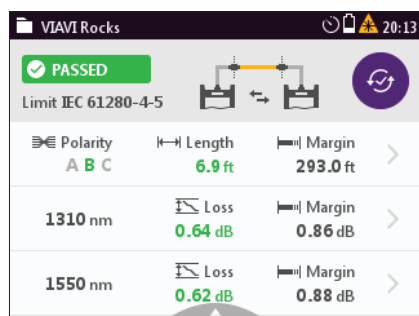 VIAVI Rocks 20:13
PASSED
Limit IEC 61280-4-5
Polarity Length Margin
A B C 6.9 ft 293.0 ft
1310 nm Loss Margin
0.64 dB 0.86 dB
1550 nm Loss Margin
0.62 dB 0.88 dB